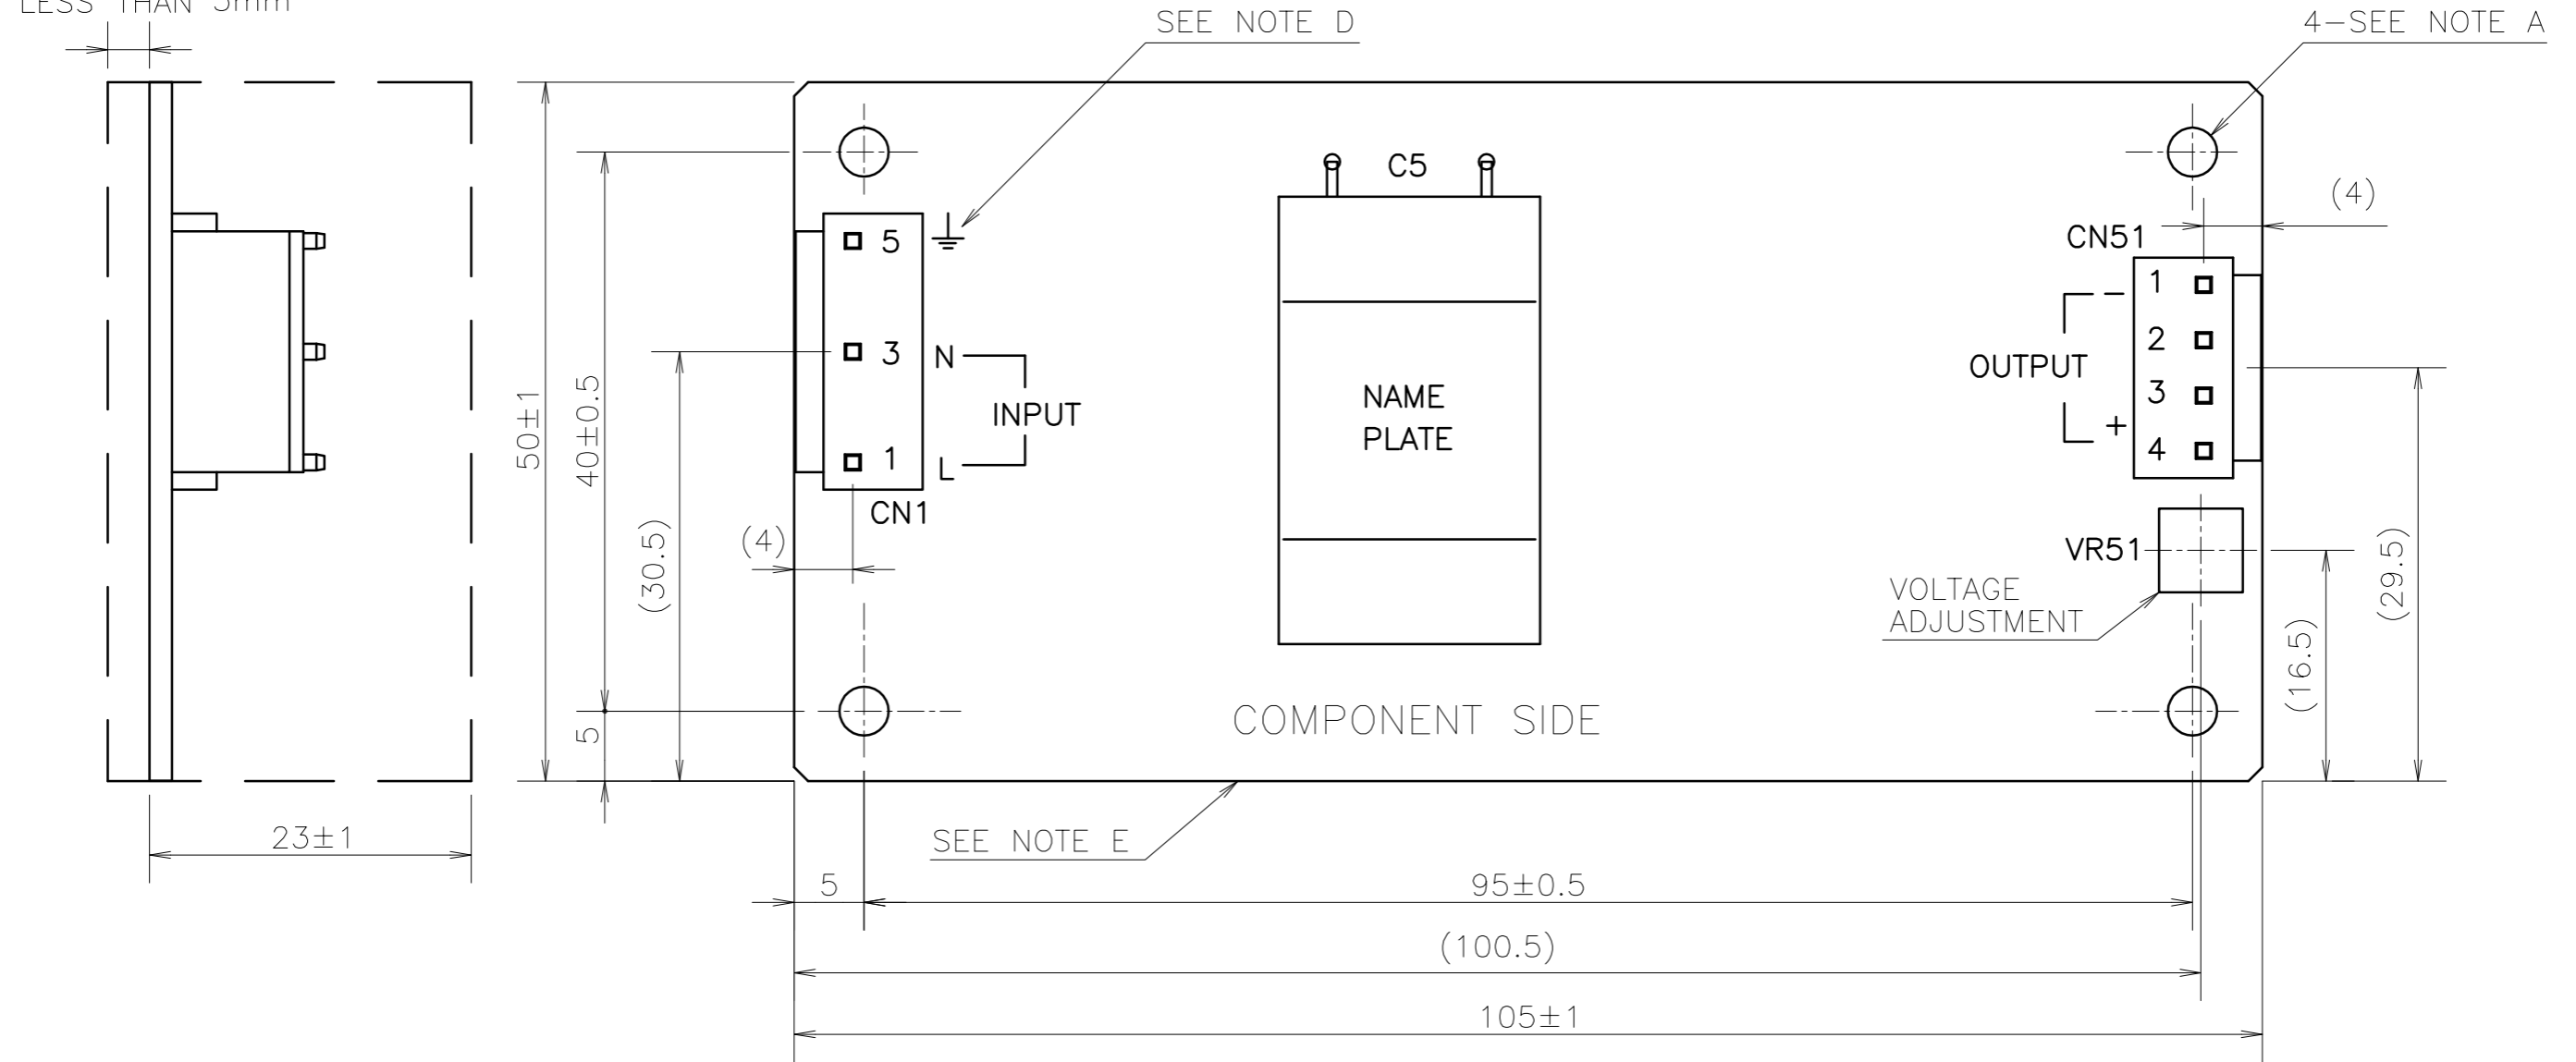 LESS THAN 3mm
SEE NOTE D
4-SEE NOTE A
C5
(4)
CN51
5
1
2
3
N
OUTPUT
3
INPUT
NAME
PLATE
+
4
L
1
CN1
50±1
40±0.5
(30.5)
(4)
VR51
VOLTAGE
ADJUSTMENT
(29.5)
(16.5)
5
COMPONENT SIDE
23±1
SEE NOTE E
5
95±0.5
(100.5)
105±1